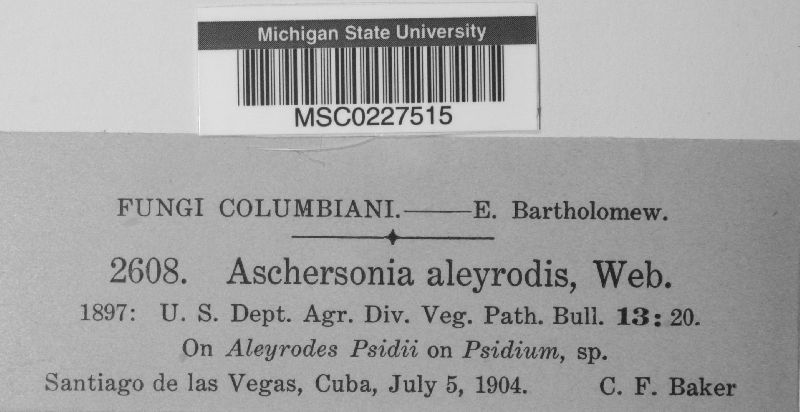 Michigan State University
MSC0227515
FUNGI COLUMBIANI.——E. Bartholomew.
2608. Aschersonia aleyrodis, Web.
1897: U. S. Dept. Agr. Div. Veg. Path. Bull. 13: 20.
On Aleyrodes Psidii on Psidium, sp.
Santiago de las Vegas, Cuba, July 5, 1904. C. F. Baker